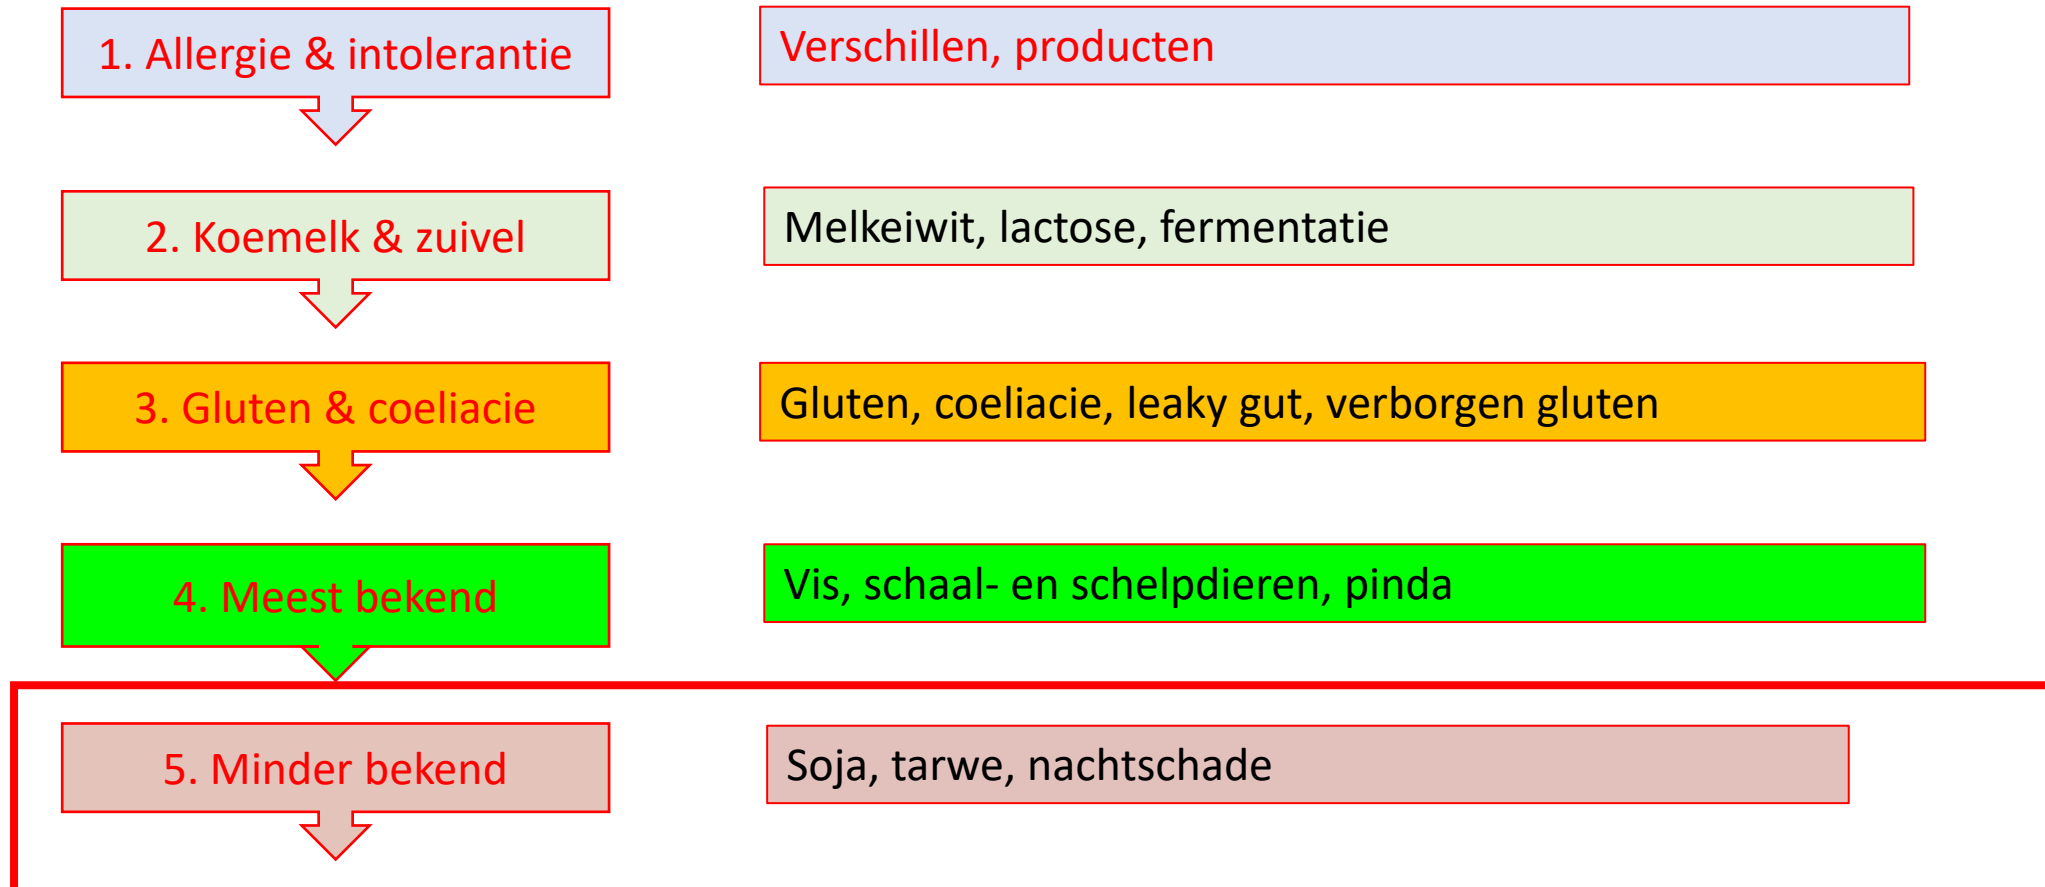 1. Allergie & intolerantie
Verschillen, producten
2. Koemelk & zuivel
Melkeiwit, lactose, fermentatie
3. Gluten & coeliacie
Gluten, coeliacie, leaky gut, verborgen gluten
4. Meest bekend
Vis, schaal- en schelpdieren, pinda
5. Minder bekend
Soja, tarwe, nachtschade